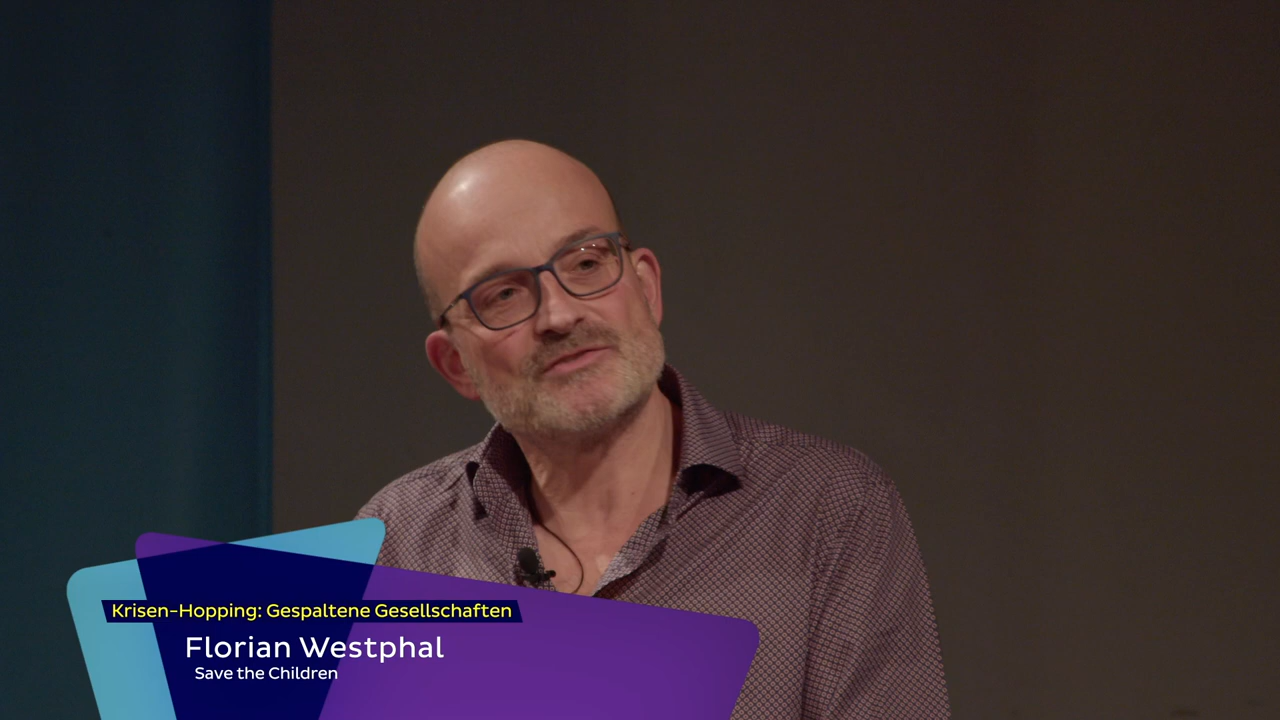 Krisen-Hopping: Gespaltene Gesellschaften
Florian Westphal
Save the Children